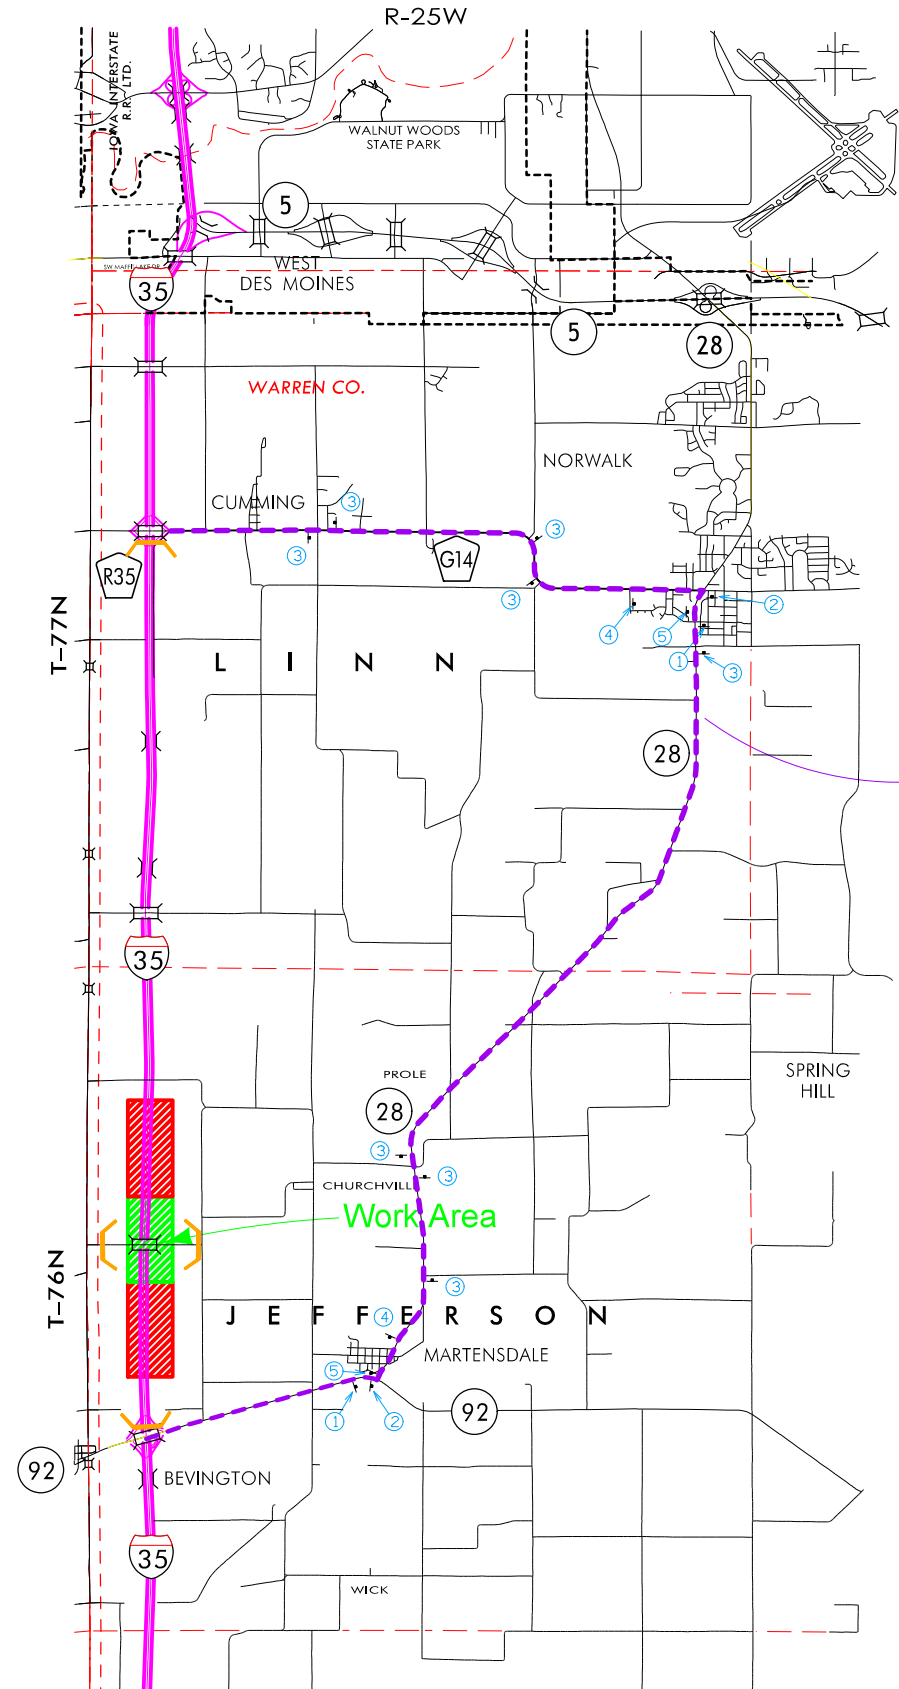 R-25W
IOWA INTERSTATE
R.R. LTD.
WALNUT WOODS
STATE PARK
5
WEST
DES MOINES
35
5
28
WARREN CO.
NORWALK
CUMMING
3
3
3
G14
R35
3
2
4
5
1
3
T-77N
L I N N
28
35
PROLE
SPRING
HILL
28
3
3
CHURCHVILL
Work Area
T-76N
3
J E F F E R S O N
4
MARTENSDALE
5
1
2
92
92
BEVINGTON
35
WICK